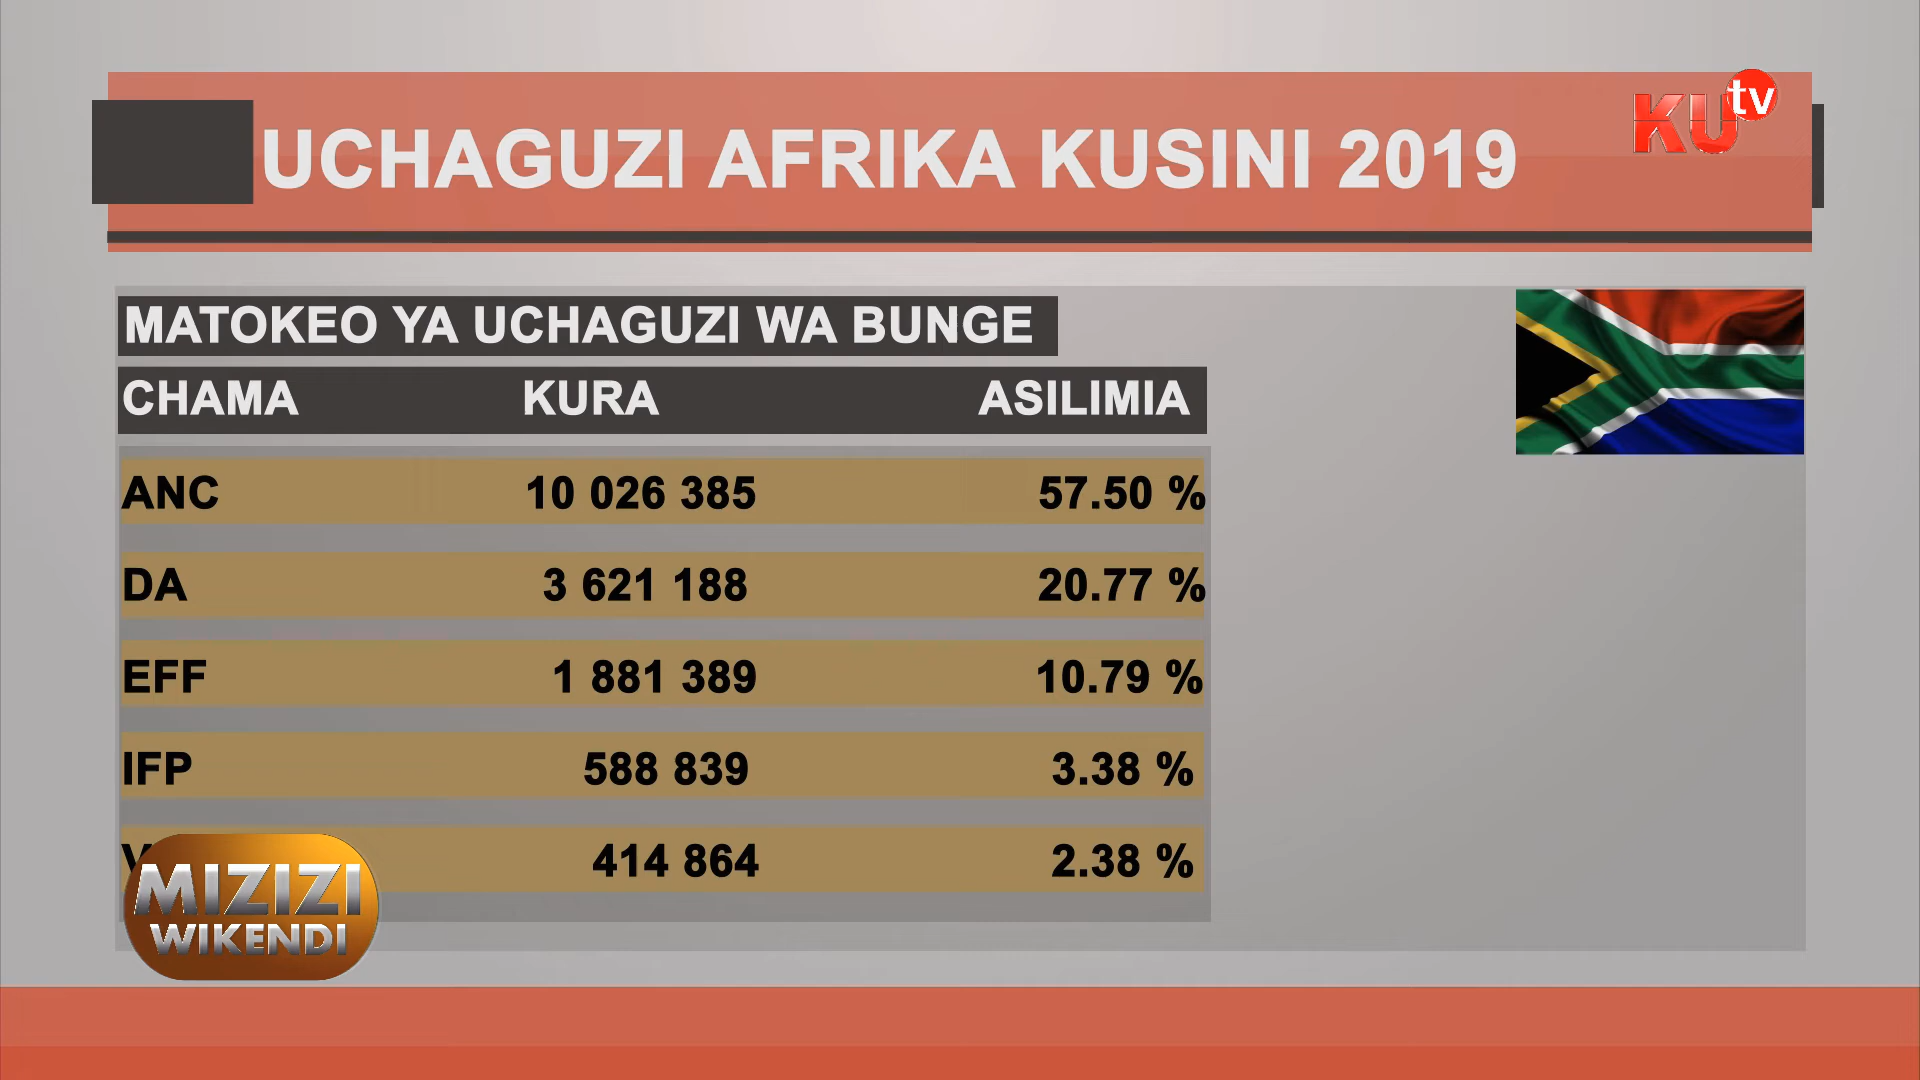 KU tv
UCHAGUZI AFRIKA KUSINI 2019
MATOKEO YA UCHAGUZI WA BUNGE
CHAMA KURA ASILIMIA
ANC 10 026 385 57.50 %
DA 3 621 188 20.77 %
EFF 1 881 389 10.79 %
IFP 588 839 3.38 %
414 864 2.38 %
MIZIZI
WIKENDI